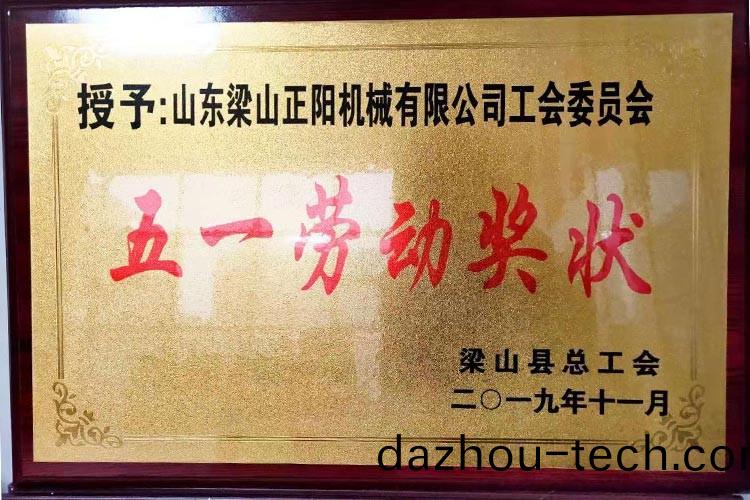 授予:山东梁山正阳机械有限公司工会委员会
五一劳动奖状
梁山县总工会
二〇一九年十一月
dazhou-tech.co